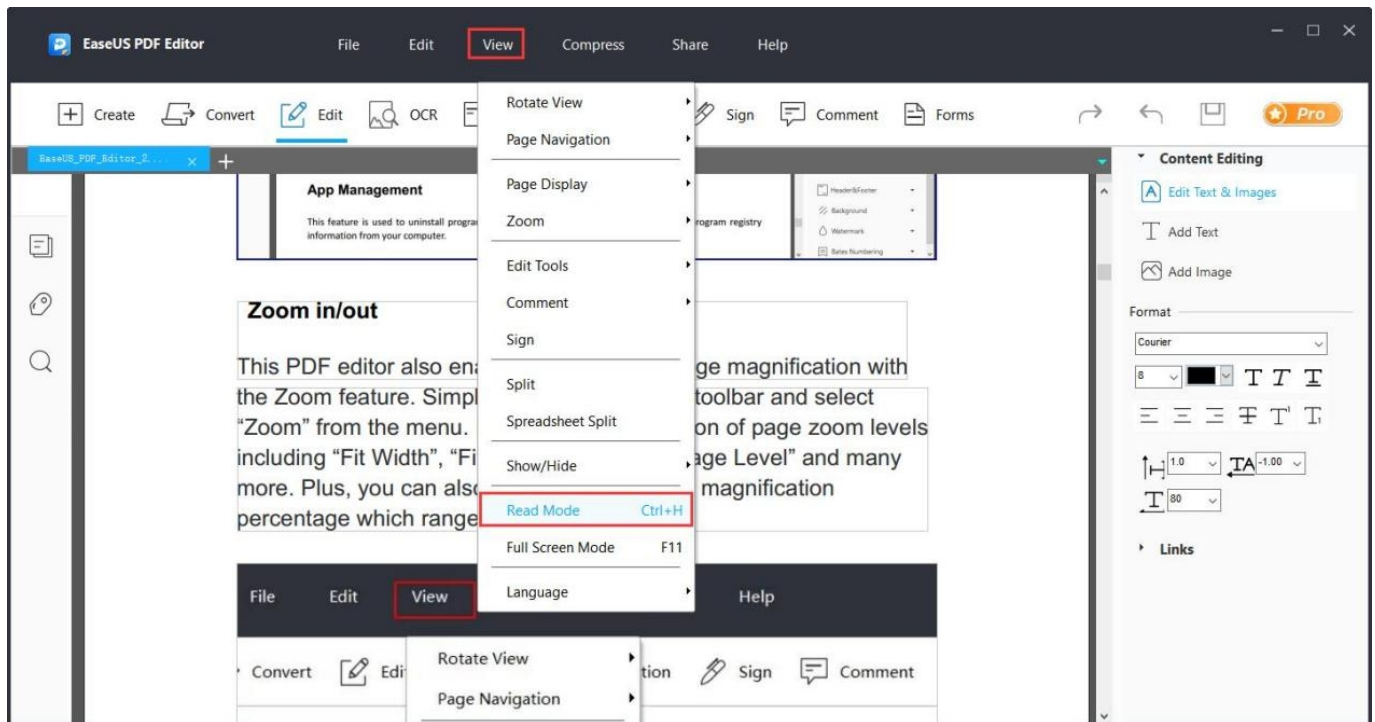 EaseUS PDF Editor File Edit View Compress Share Help
Create Convert Edit OCR Sign Comment Forms Pro
EaseUS_PDF_Editor_2....
Rotate View
Page Navigation
Page Display
Zoom
Edit Tools
Comment
Sign
Split
Spreadsheet Split
Show/Hide
Read Mode Ctrl+H
Full Screen Mode F11
Language
App Management
This feature is used to uninstall progra rogram registry
information from your computer.
Header&Footer
Background
Watermark
Bates Numbering
Zoom in/out
This PDF editor also ena ge magnification with
the Zoom feature. Simpl toolbar and select
“Zoom” from the menu. on of page zoom levels
including “Fit Width”, “Fi age Level” and many
more. Plus, you can also magnification
percentage which range
File Edit View Help
Convert Edi tion Sign Comment
Rotate View
Page Navigation
Content Editing
Edit Text & Images
Add Text
Add Image
Format
Courier
8
1.0 -1.00
80
Links